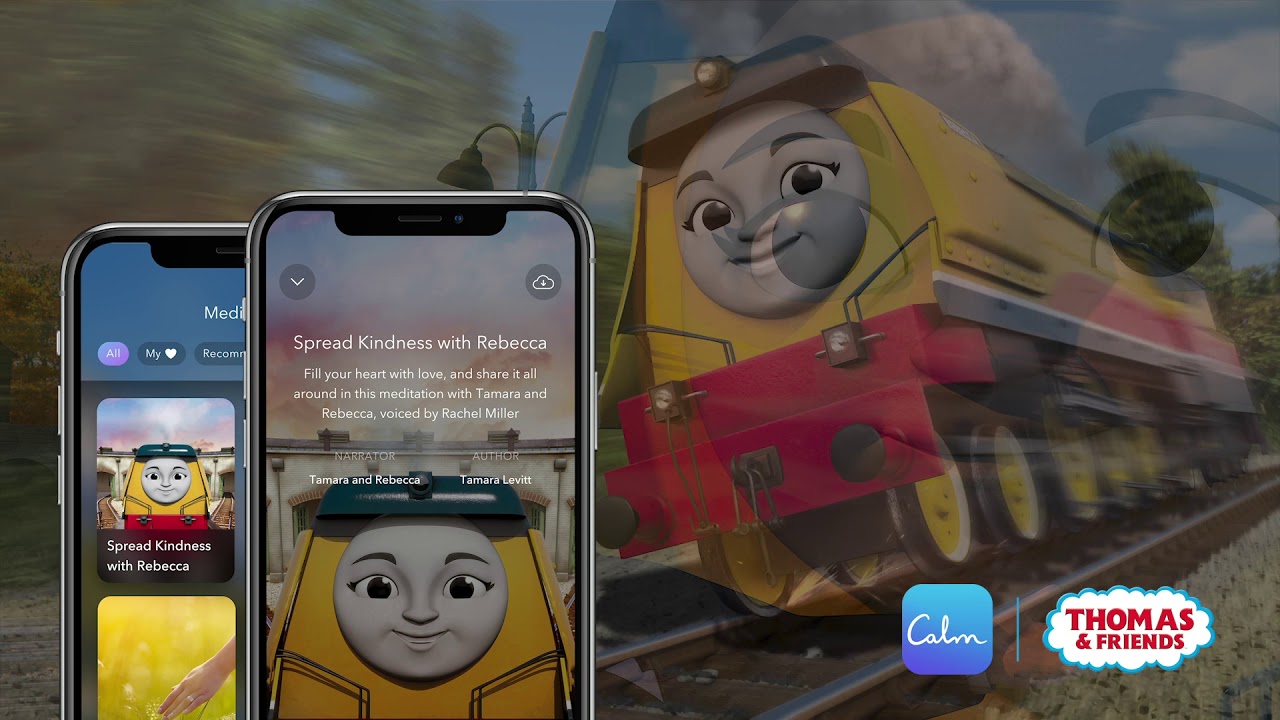 Medi
All
My
Recomm
Spread Kindness
with Rebecca
Spread Kindness with Rebecca
Fill your heart with love, and share it all
around in this meditation with Tamara and
Rebecca, voiced by Rachel Miller
NARRATOR
AUTHOR
Tamara and Rebecca
Tamara Levitt
Calm
THOMAS
& FRIENDS